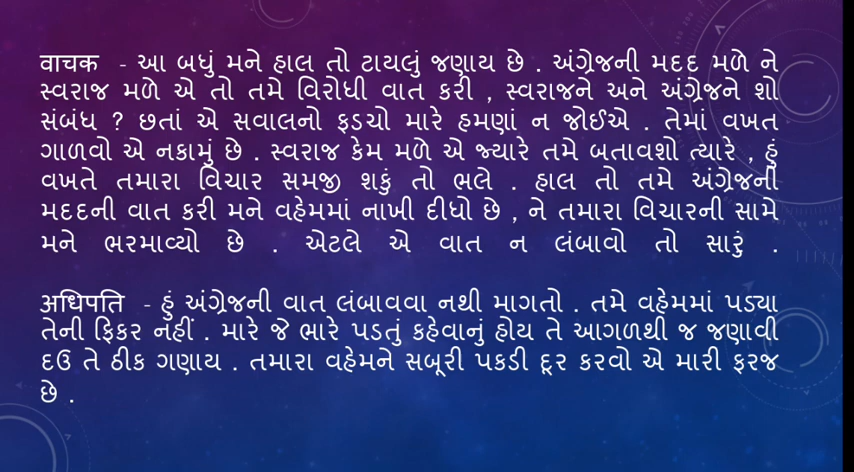 वाचक - આ બધું મને હાલ તો ટાયલું જણાય છે . અંગ્રેજની મદદ મળે ને
સ્વરાજ મળે એ તો તમે વિરોધી વાત કરી , સ્વરાજને અને અંગ્રેજને શો
સંબંધ ? છતાં એ સવાલનો ફડચો મારે હમણાં ન જોઈએ . તેમાં વખત
ગાળવો એ નકામું છે . સ્વરાજ કેમ મળે એ જ્યારે તમે બતાવશો ત્યારે , હું
વખતે તમારા વિચાર સમજી શકું તો ભલે . હાલ તો તમે અંગ્રેજની
મદદની વાત કરી મને વહેમમાં નાખી દીધો છે , ને તમારા વિચારની સામે
મને ભરમાવ્યો છે . એટલે એ વાત ન લંબાવો તો સારું .
अधिपति - હું અંગ્રેજની વાત લંબાવવા નથી માગતો . તમે વહેમમાં પડ્યા
તેની ફિકર નહીં . મારે જે ભારે પડતું કહેવાનું હોય તે આગળથી જ જણાવી
દઉ તે ઠીક ગણાય . તમારા વહેમને સબૂરી પકડી દૂર કરવો એ મારી ફરજ
છે .